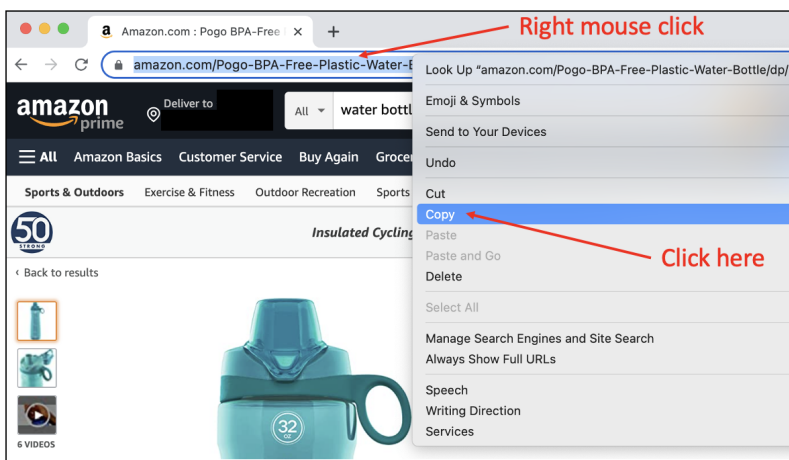 Right mouse click
a Amazon.com : Pogo BPA-Free
amazon.com/Pogo-BPA-Free-Plastic-Water-B
Look Up "amazon.com/Pogo-BPA-Free-Plastic-Water-Bottle/dp/
Emoji & Symbols
Send to Your Devices
Undo
Cut
Copy
Paste
Paste and Go
Click here
Delete
Select All
Manage Search Engines and Site Search
Always Show Full URLs
Speech
Writing Direction
Services
amazon
prime
Deliver to
All
water bottl
All Amazon Basics Customer Service Buy Again Grocer
Sports & Outdoors Exercise & Fitness Outdoor Recreation Sports
50
STRONG
Insulated Cycling
‹ Back to results
32
oz
6 VIDEOS